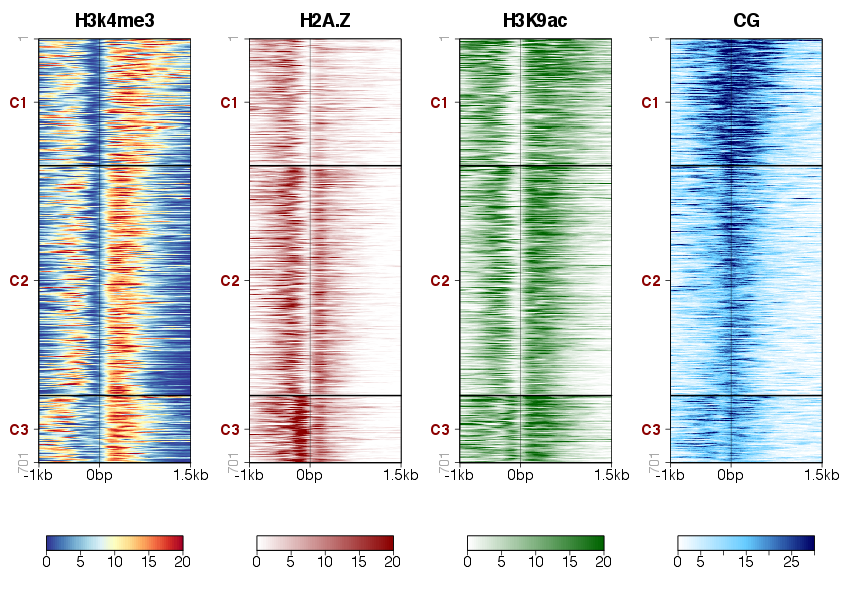 H3k4me3 H2A.Z H3K9ac CG
1 1 1 1
C1 C1 C1 C1
C2 C2 C2 C2
C3 C3 C3 C3
701 701 701 701
-1kb 0bp 1.5kb -1kb 0bp 1.5kb -1kb 0bp 1.5kb -1kb 0bp 1.5kb
0 5 10 15 20 0 5 10 15 20 0 5 10 15 20 0 5 15 25